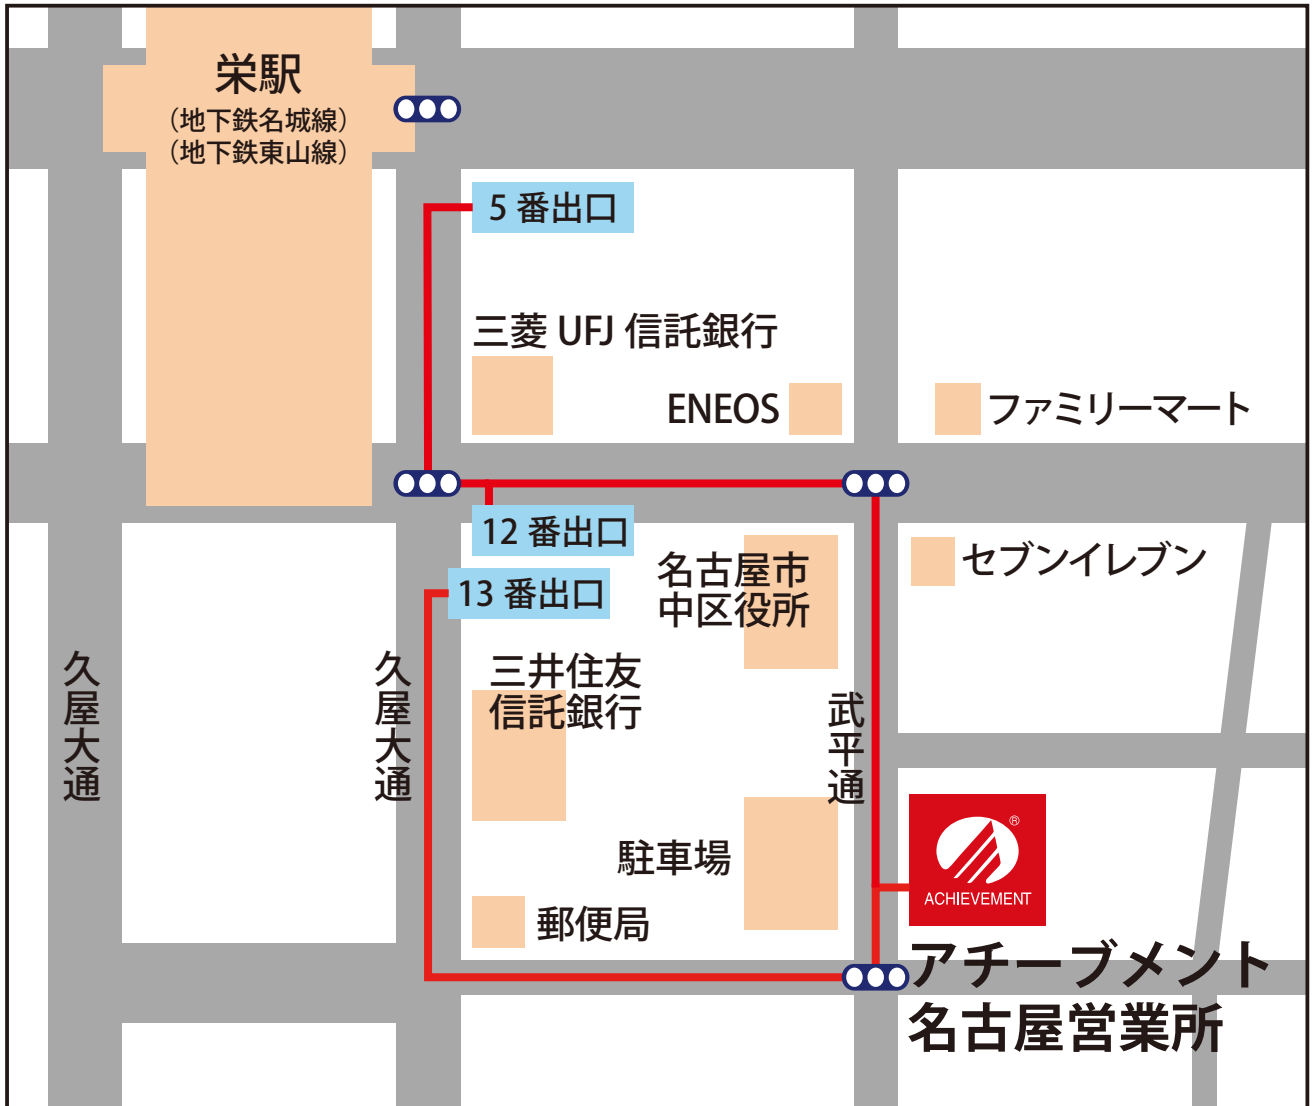 栄駅
(地下鉄名城線)
(地下鉄東山線)
5 番出口
三菱 UFJ 信託銀行
ENEOS
ファミリーマート
12 番出口
13 番出口
名古屋市
中区役所
セブンイレブン
久屋大通
久屋大通
三井住友
信託銀行
武平通
駐車場
郵便局
®
ACHIEVEMENT
アチーブメント
名古屋営業所